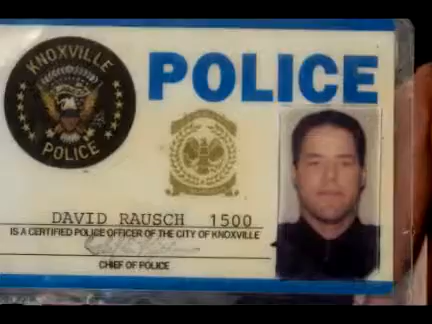 KNOXVILLE
POLICE
POLICE
DAVID RAUSCH 1500
IS A CERTIFIED POLICE OFFICER OF THE CITY OF KNOXVILLE
CHIEF OF POLICE